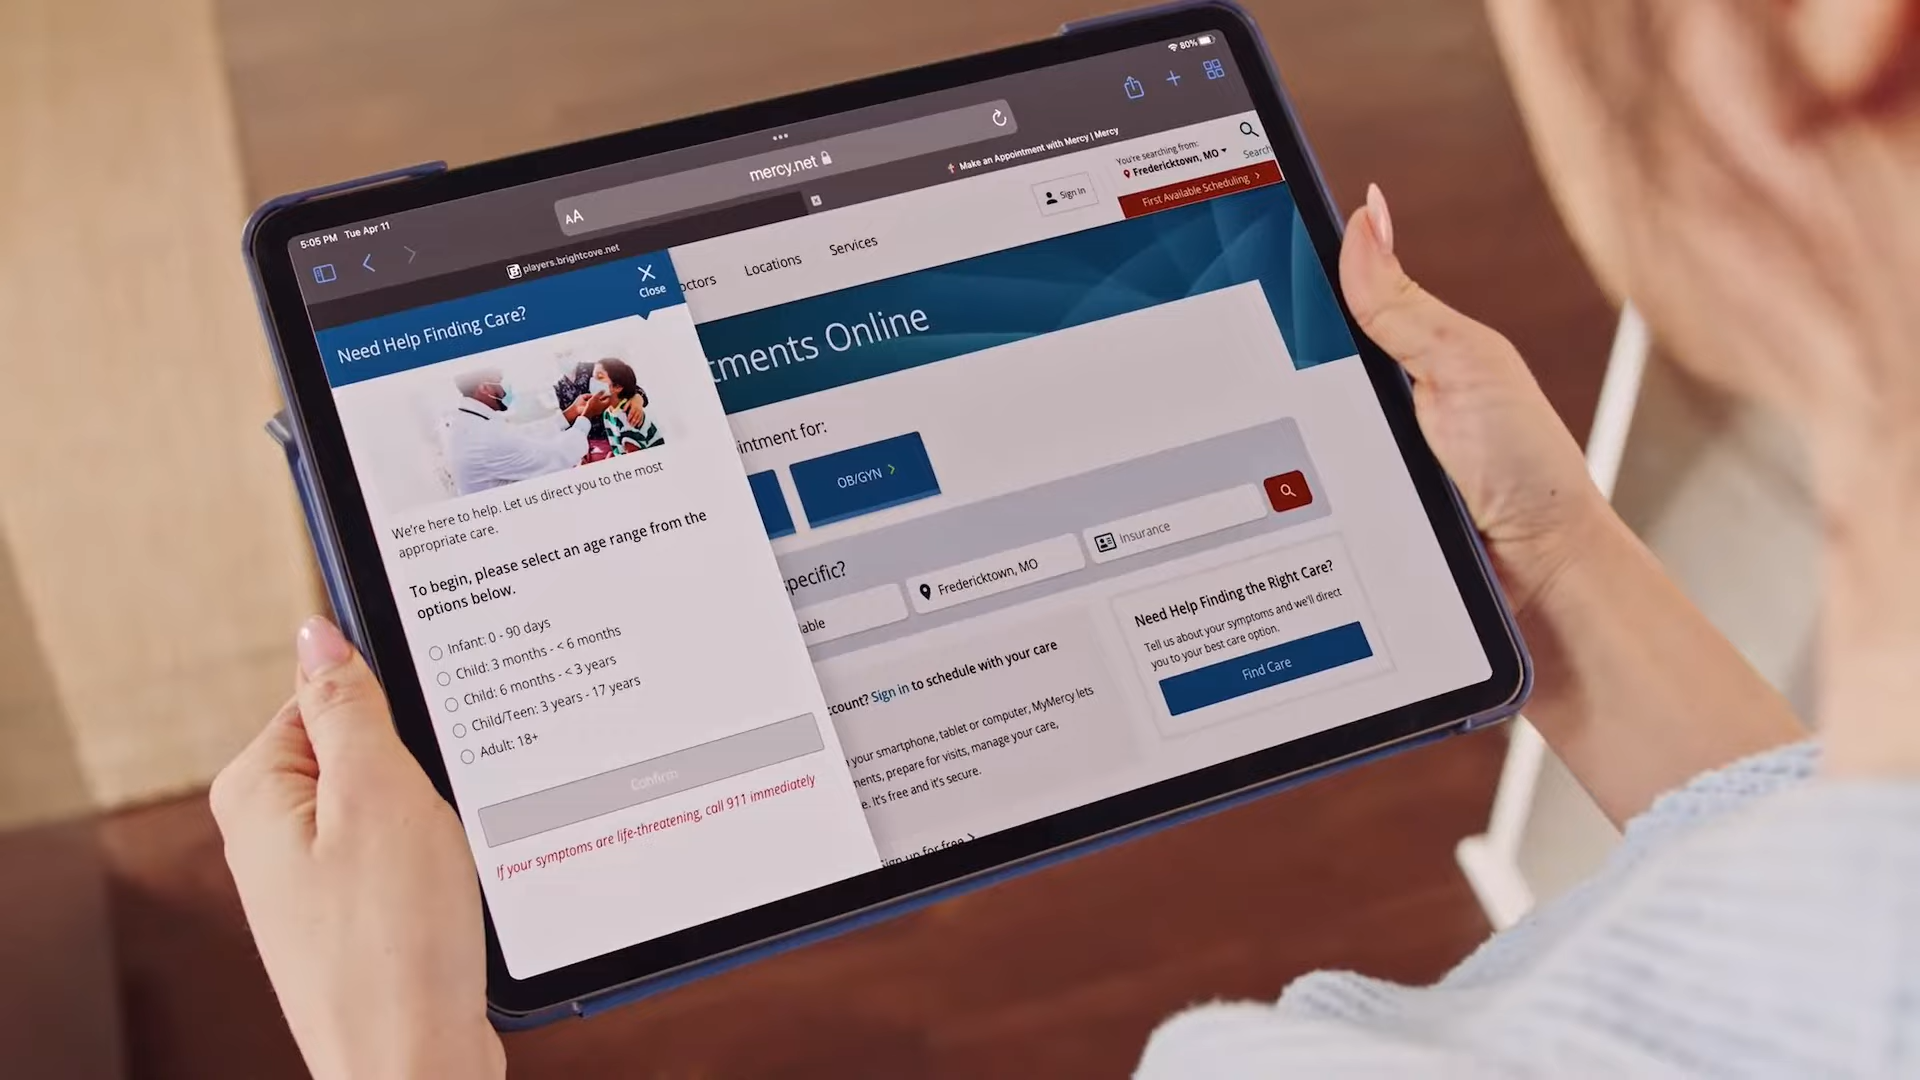 5:05 PM Tue Apr 11
80%
AA
mercy.net
players.brightcove.net
Make an Appointment with Mercy | Mercy
Need Help Finding Care?
Close
We're here to help. Let us direct you to the most
appropriate care.
To begin, please select an age range from the
options below.
Infant: 0 - 90 days
Child: 3 months - < 6 months
Child: 6 months - < 3 years
Child/Teen: 3 years - 17 years
Adult: 18+
Confirm
If your symptoms are life-threatening, call 911 immediately
octors
Locations
Services
Sign In
You're searching from:
Fredericktown, MO
Search
First Available Scheduling >
tments Online
intment for:
OB/GYN >
specific?
lable
Fredericktown, MO
Insurance
count? Sign in to schedule with your care
your smartphone, tablet or computer, MyMercy lets
ments, prepare for visits, manage your care,
e. It's free and it's secure.
Sign up for free >
Need Help Finding the Right Care?
Tell us about your symptoms and we'll direct
you to your best care option.
Find Care